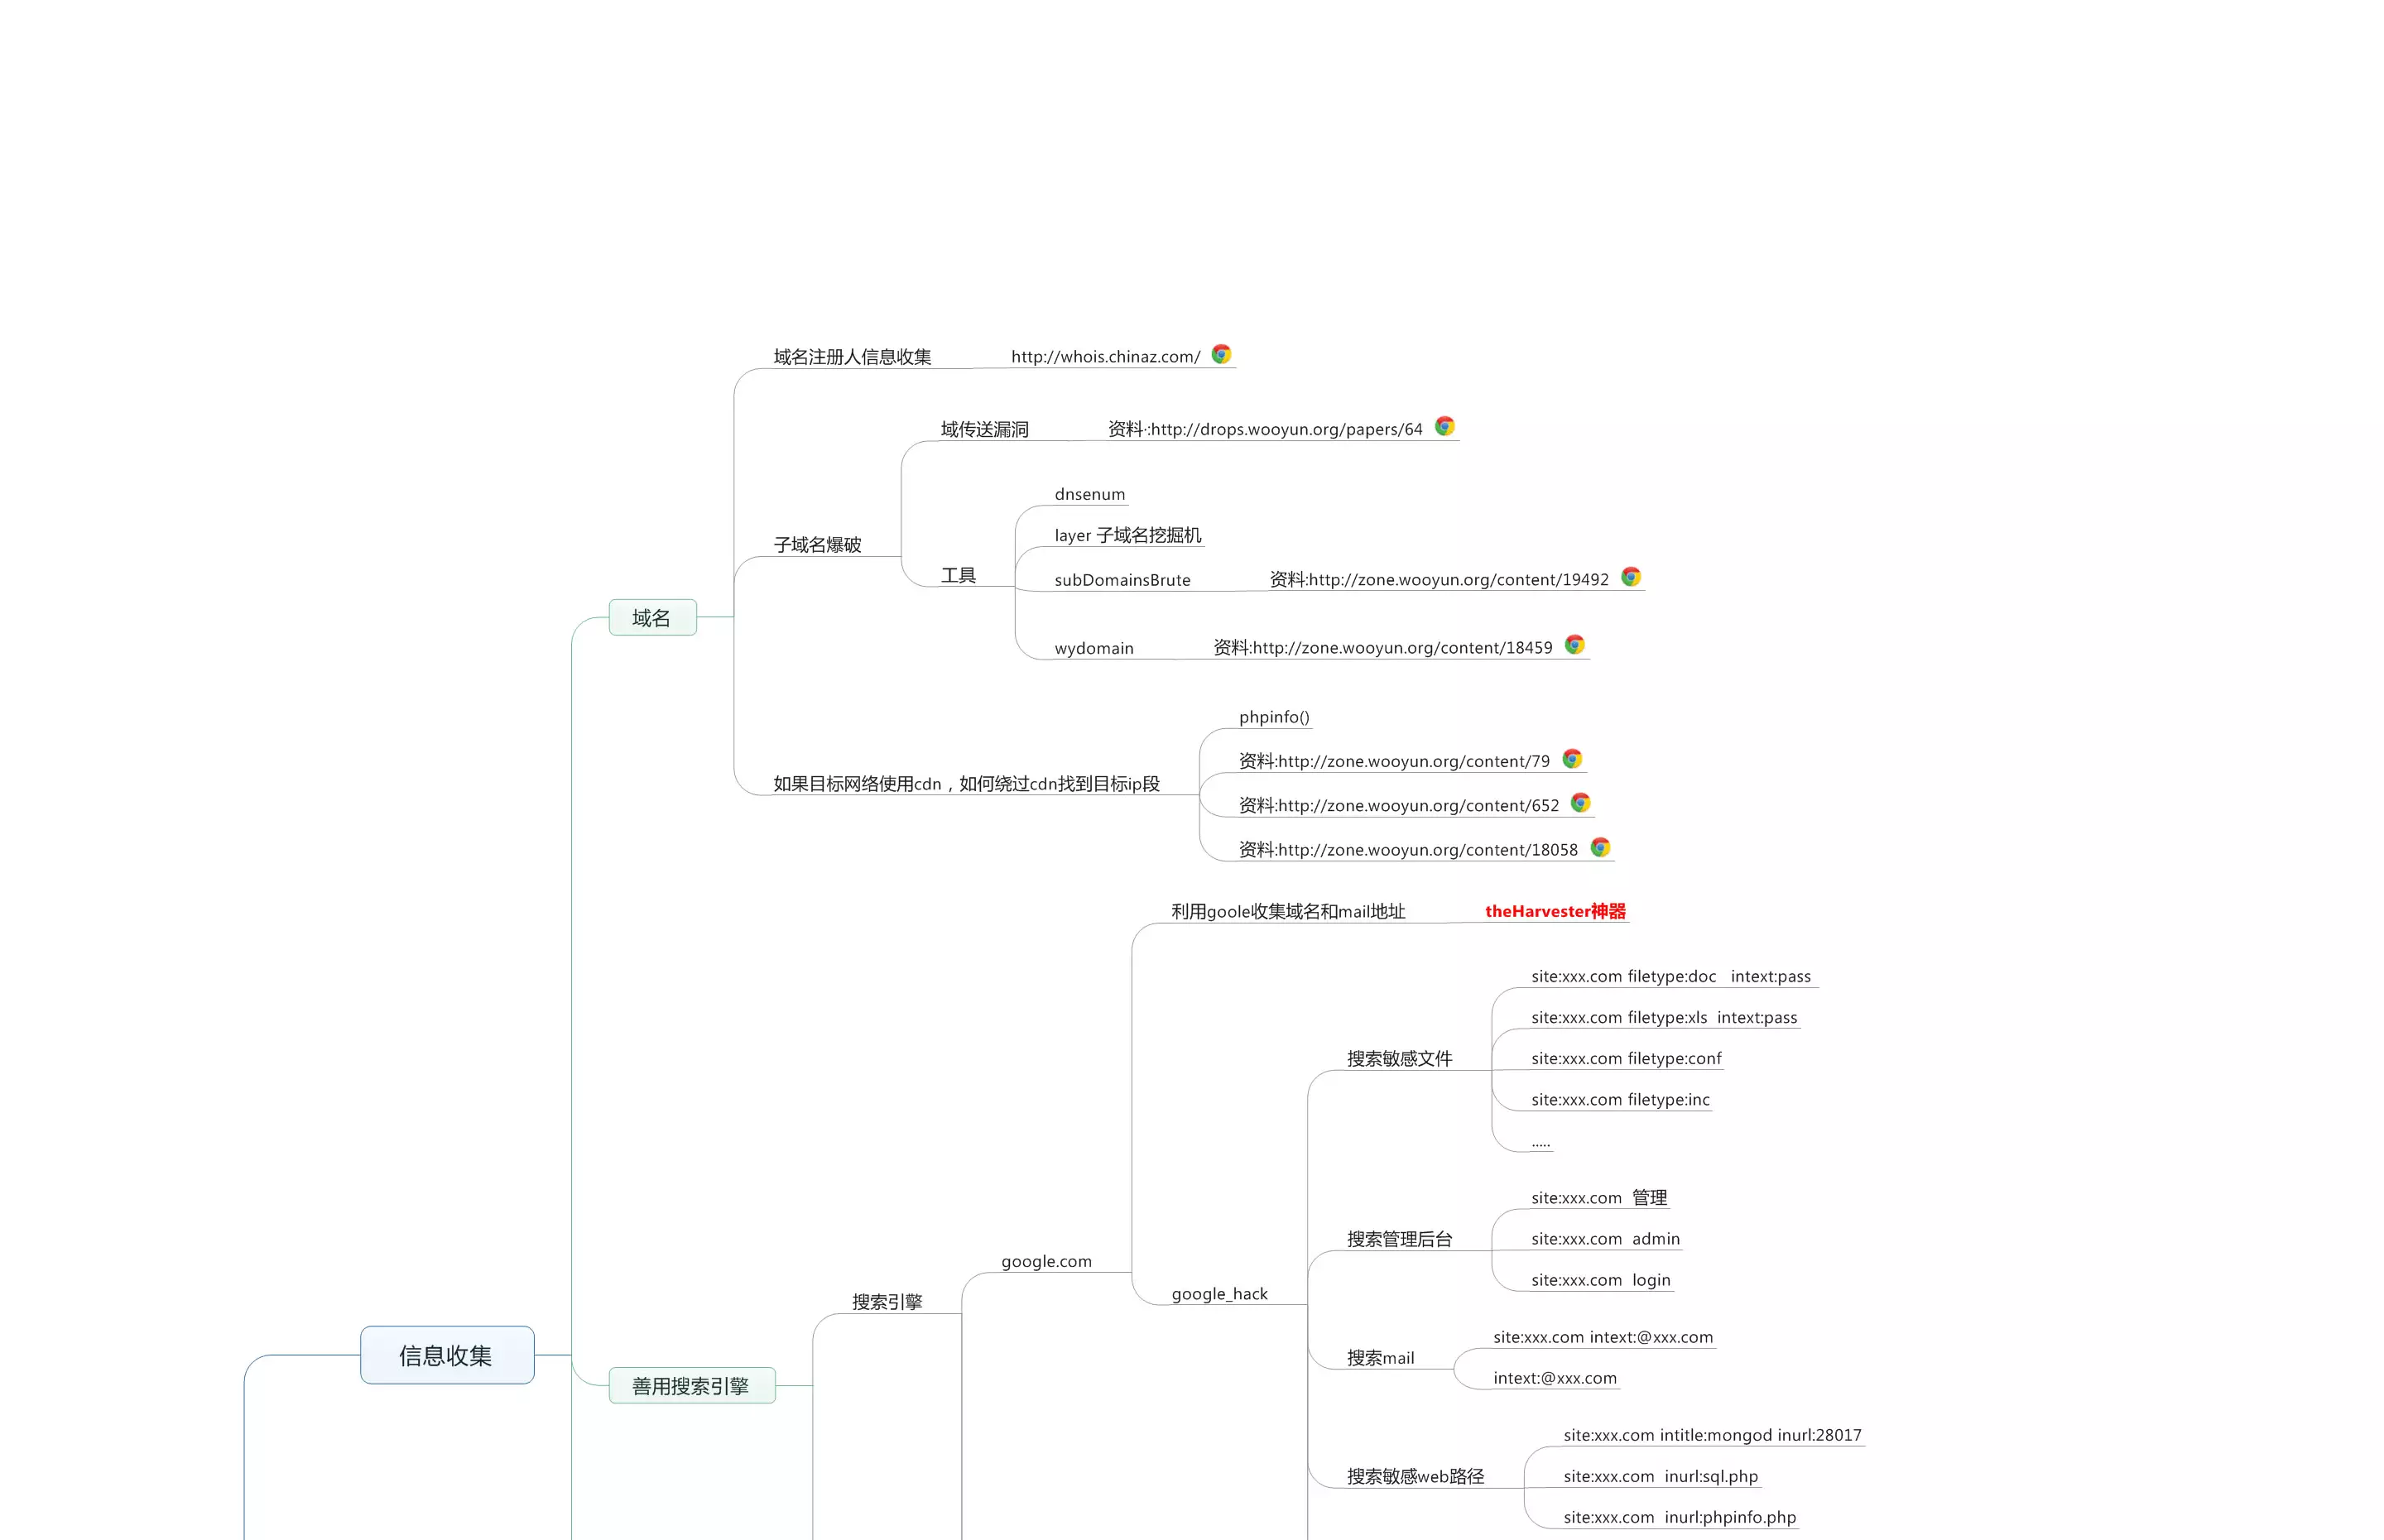 域名注册人信息收集
http://whois.chinaz.com/
域传送漏洞
资料·:http://drops.wooyun.org/papers/64
dnsenum
layer 子域名挖掘机
子域名爆破
工具
subDomainsBrute
资料:http://zone.wooyun.org/content/19492
域名
wydomain
资料:http://zone.wooyun.org/content/18459
phpinfo()
资料:http://zone.wooyun.org/content/79
如果目标网络使用cdn，如何绕过cdn找到目标ip段
资料:http://zone.wooyun.org/content/652
资料:http://zone.wooyun.org/content/18058
利用goole收集域名和mail地址
theHarvester神器
site:xxx.com filetype:doc   intext:pass
site:xxx.com filetype:xls  intext:pass
搜索敏感文件
site:xxx.com filetype:conf
site:xxx.com filetype:inc
.....
site:xxx.com  管理
搜索管理后台
site:xxx.com  admin
google.com
site:xxx.com  login
google_hack
搜索引擎
site:xxx.com intext:@xxx.com
信息收集
搜索mail
intext:@xxx.com
善用搜索引擎
site:xxx.com intitle:mongod inurl:28017
搜索敏感web路径
site:xxx.com  inurl:sql.php
site:xxx.com  inurl:phpinfo.php